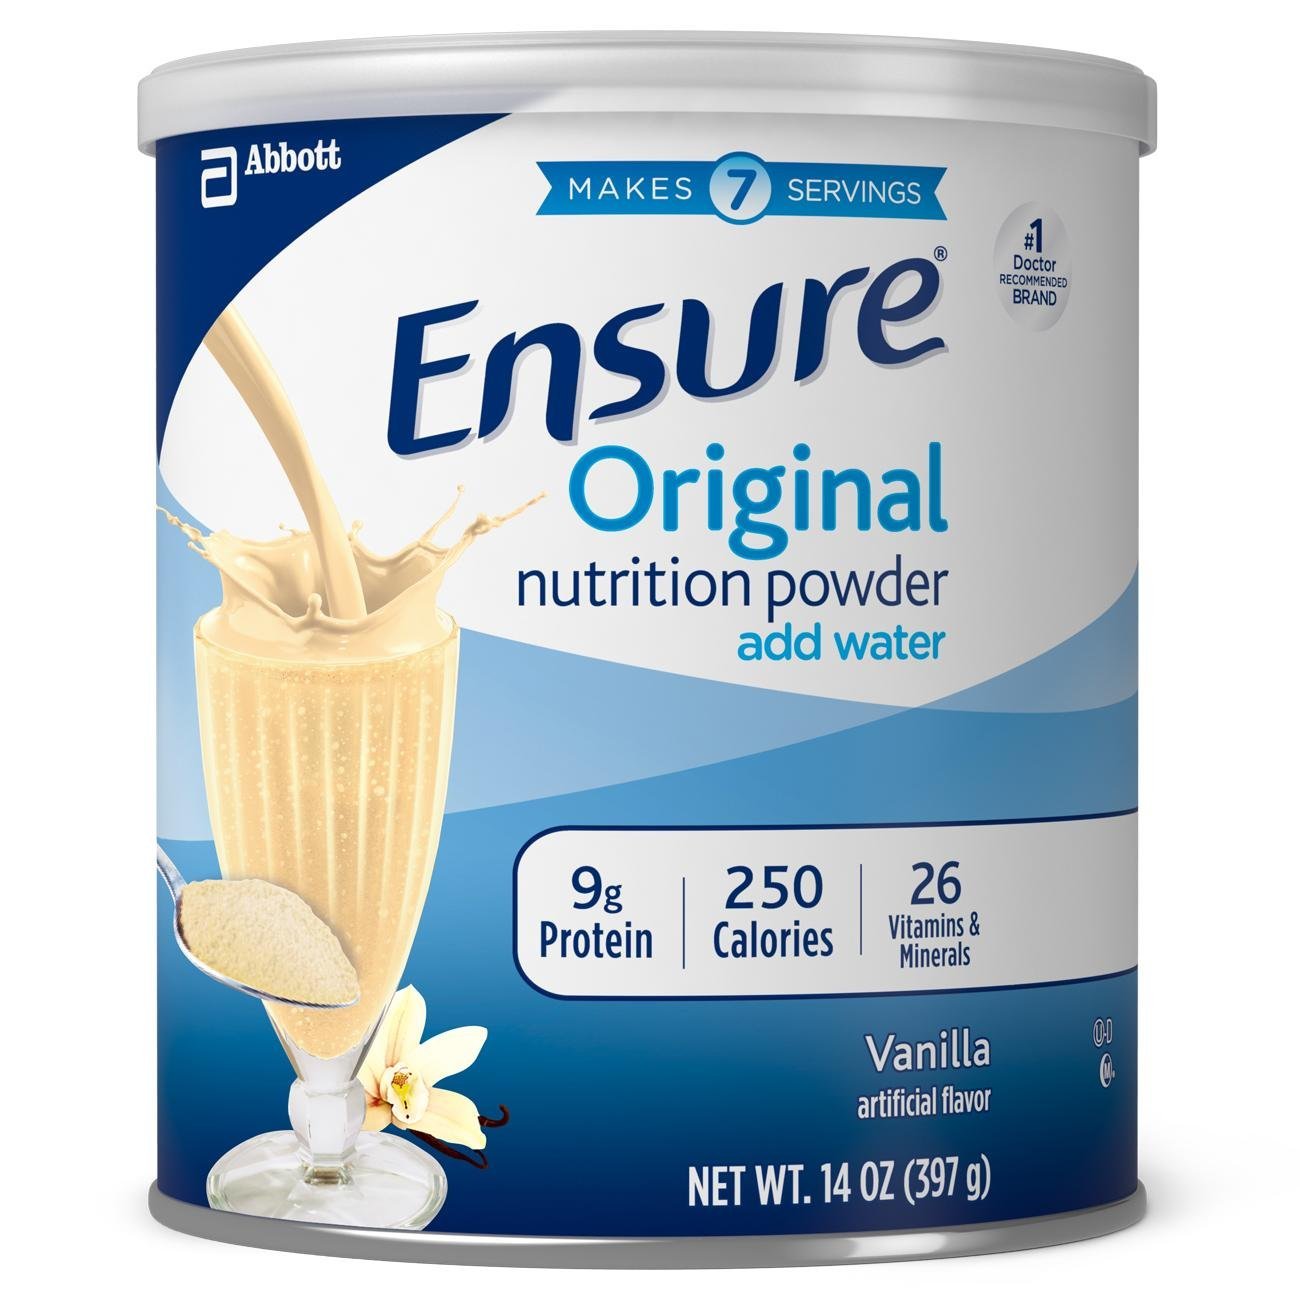 Abbott
MAKES 7 SERVINGS
#1
Doctor
RECOMMENDED
BRAND
Ensure®
Original
nutrition powder
add water
9g
Protein
250
Calories
26
Vitamins &
Minerals
U-D
M
Vanilla
artificial flavor
NET WT. 14 OZ (397 g)